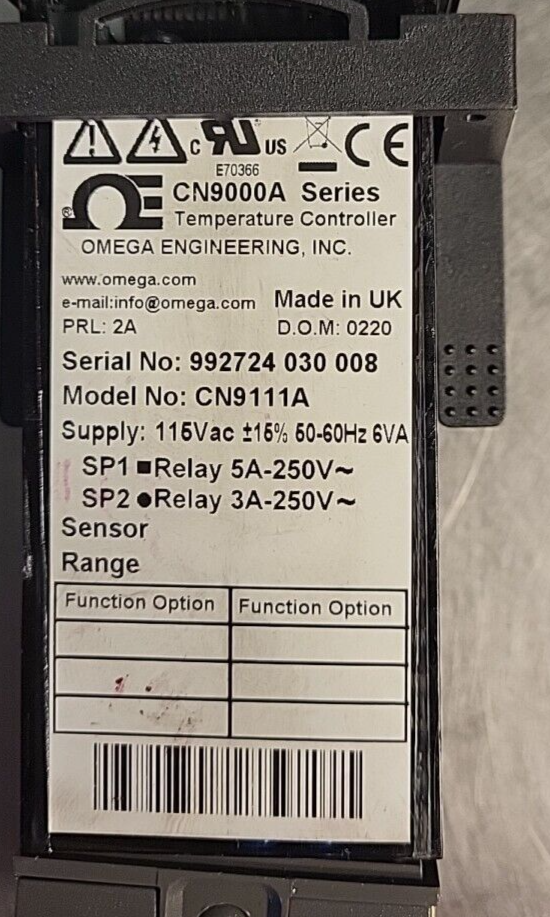 c RU US CE
E70366
® CN9000A Series
Temperature Controller
OMEGA ENGINEERING, INC.
www.omega.com
e-mail:info@omega.com Made in UK
PRL: 2A D.O.M: 0220
Serial No: 992724 030 008
Model No: CN9111A
Supply: 115Vac ±15% 50-60Hz 6VA
SP1 ■Relay 5A-250V~
SP2 ●Relay 3A-250V~
Sensor
Range
Function Option Function Option